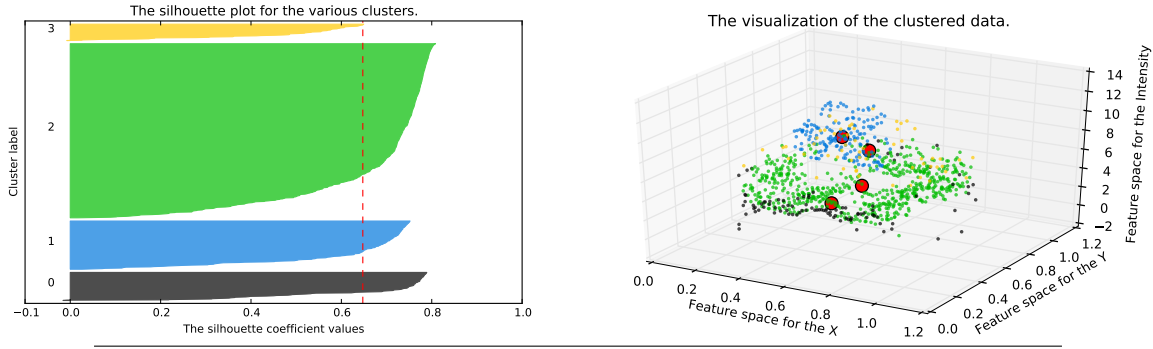 The silhouette plot for the various clusters.
3
2
1
0
Cluster label
−0.1 0.0 0.2 0.4 0.6 0.8 1.0
The silhouette coefficient values
The visualization of the clustered data.
14
12
10
8
6
4
2
0
−2
Feature space for the Intensity
0.0 0.2 0.4 0.6 0.8 1.0 1.2
Feature space for the X
0.0 0.2 0.4 0.6 0.8 1.0 1.2
Feature space for the Y